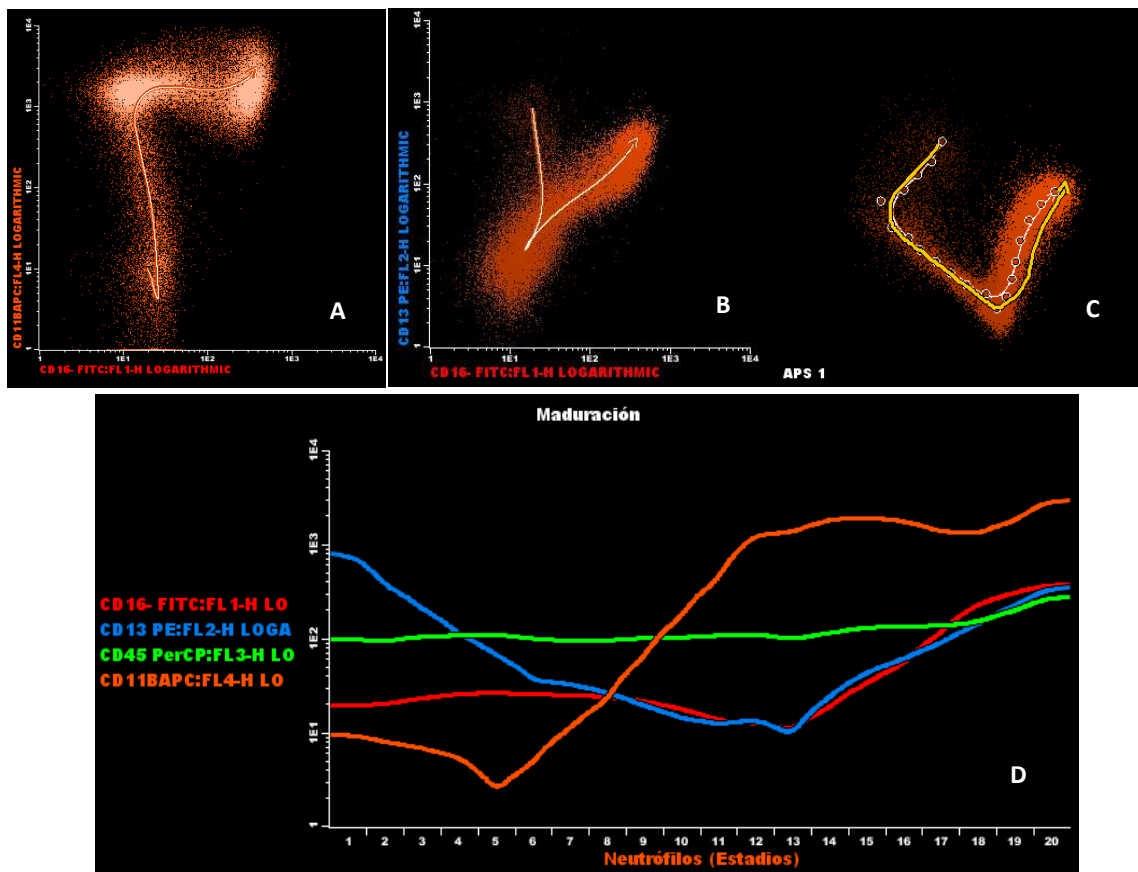 1E4
1E3
1E2
1E1
1
CD11BAPC:FL4-H LOGARITHMIC
A
1 1E1 1E2 1E3 1E4
CD16- FITC:FL1-H LOGARITHMIC
1E4
1E3
1E2
1E1
1
CD13 PE:FL2-H LOGARITHMIC
B
1 1E1 1E2 1E3 1E4
CD16- FITC:FL1-H LOGARITHMIC
C
APS 1
Maduración
1E4
1E3
1E2
1E1
1
CD16- FITC:FL1-H LO
CD13 PE:FL2-H LOGA
CD45 PerCP:FL3-H LO
CD11BAPC:FL4-H LO
D
1 2 3 4 5 6 7 8 9 10 11 12 13 14 15 16 17 18 19 20
Neutrófilos (Estadios)